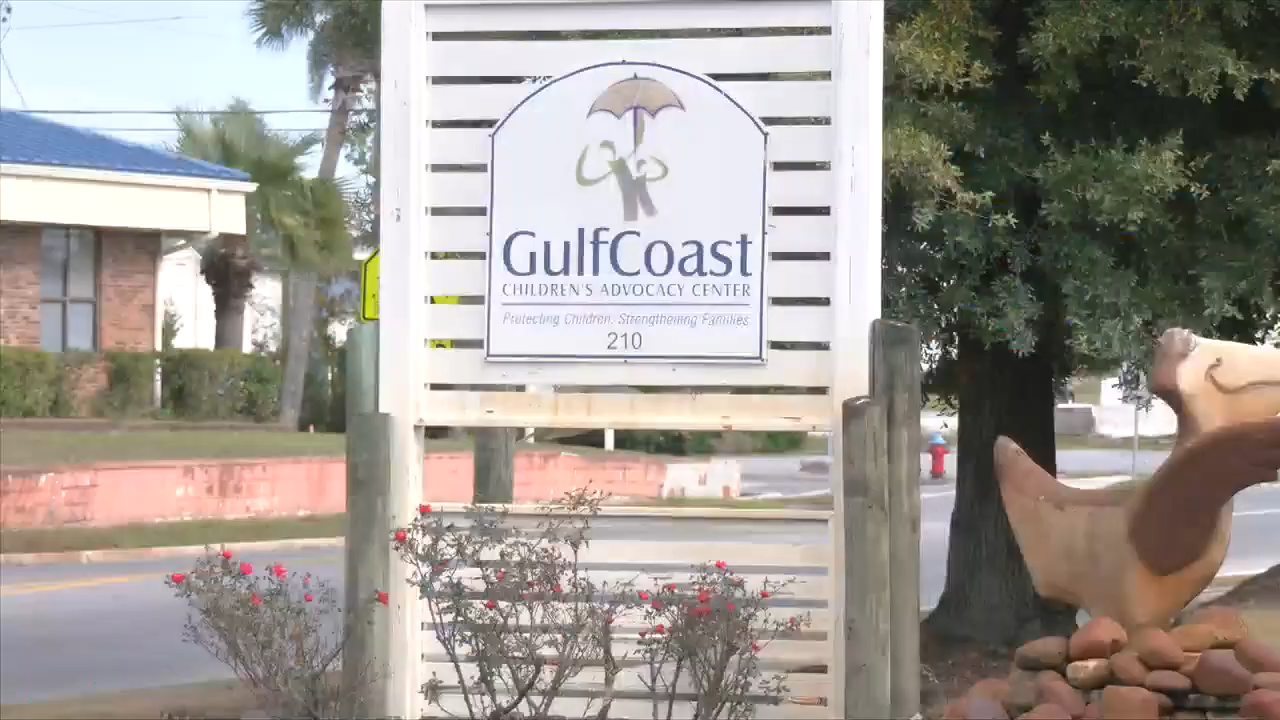 GulfCoast
CHILDREN'S ADVOCACY CENTER
Protecting Children. Strengthening Families
210